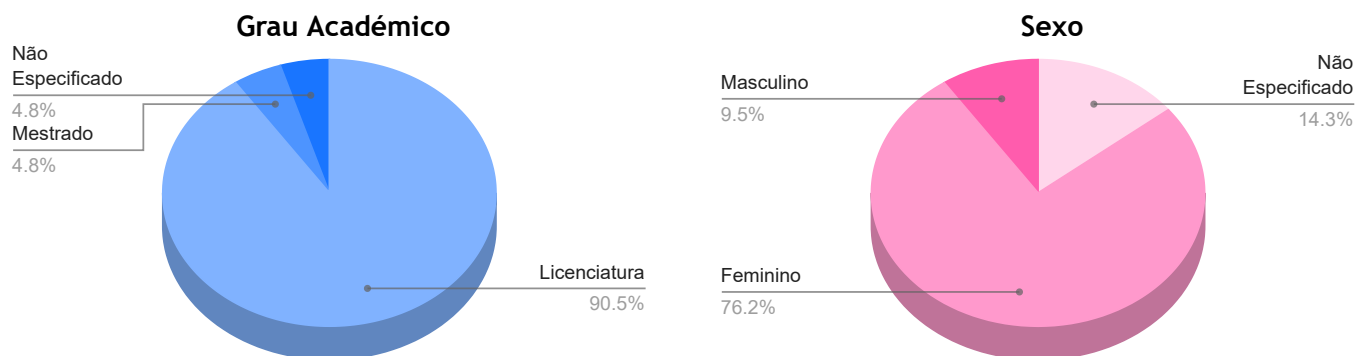 Grau Académico
Não
Especificado
4.8%
Mestrado
4.8%
Licenciatura
90.5%
Sexo
Masculino
9.5%
Não
Especificado
14.3%
Feminino
76.2%